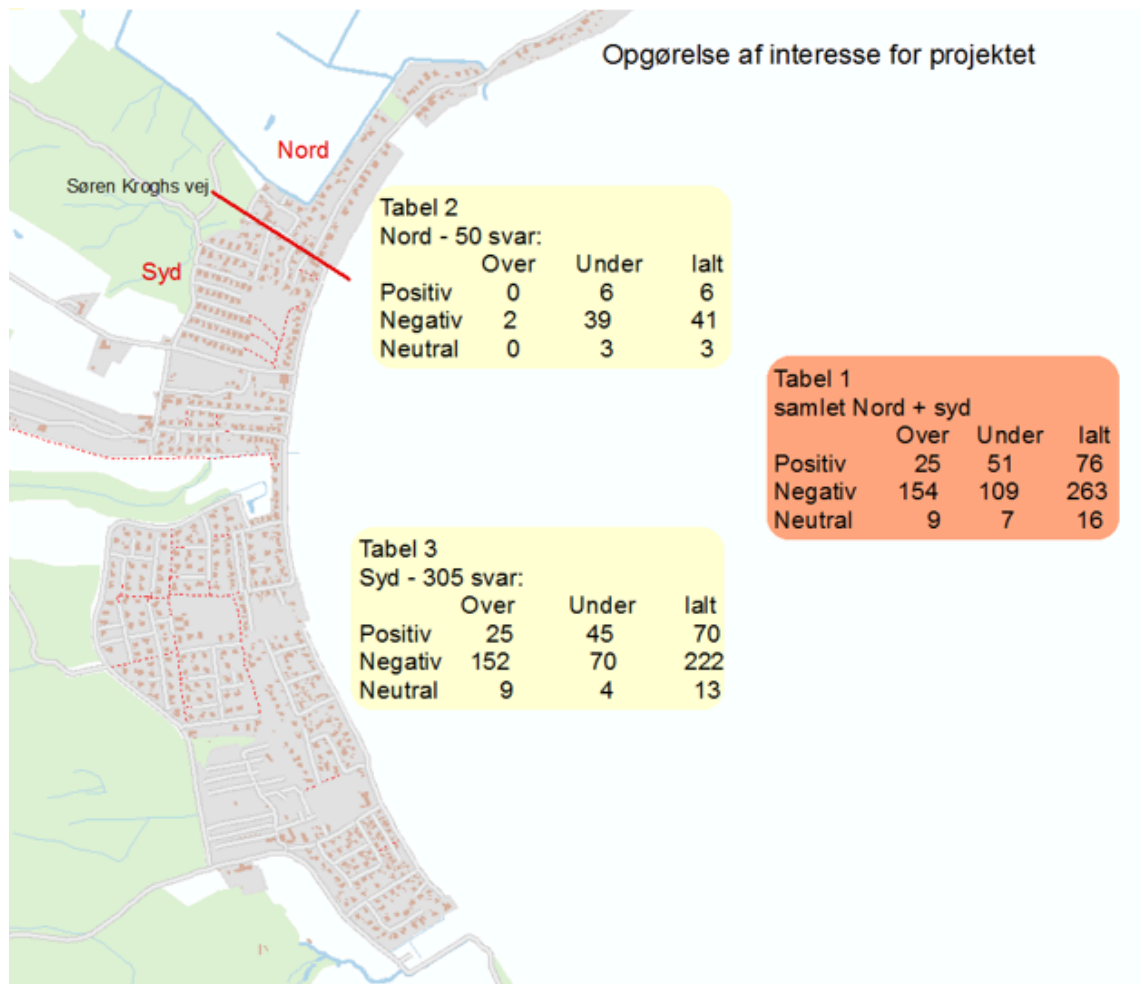 Opgørelse af interesse for projektet
Nord
Søren Kroghs vej
Syd
Tabel 2
Nord - 50 svar:
Over Under Ialt
Positiv 0 6 6
Negativ 2 39 41
Neutral 0 3 3
Tabel 1
samlet Nord + syd
Over Under Ialt
Positiv 25 51 76
Negativ 154 109 263
Neutral 9 7 16
Tabel 3
Syd - 305 svar:
Over Under Ialt
Positiv 25 45 70
Negativ 152 70 222
Neutral 9 4 13